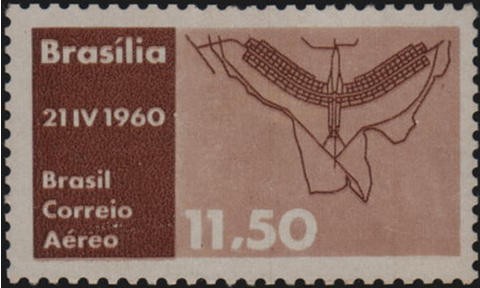 Brasília
21 IV 1960
Brasil
Correio
Aéreo
11,50